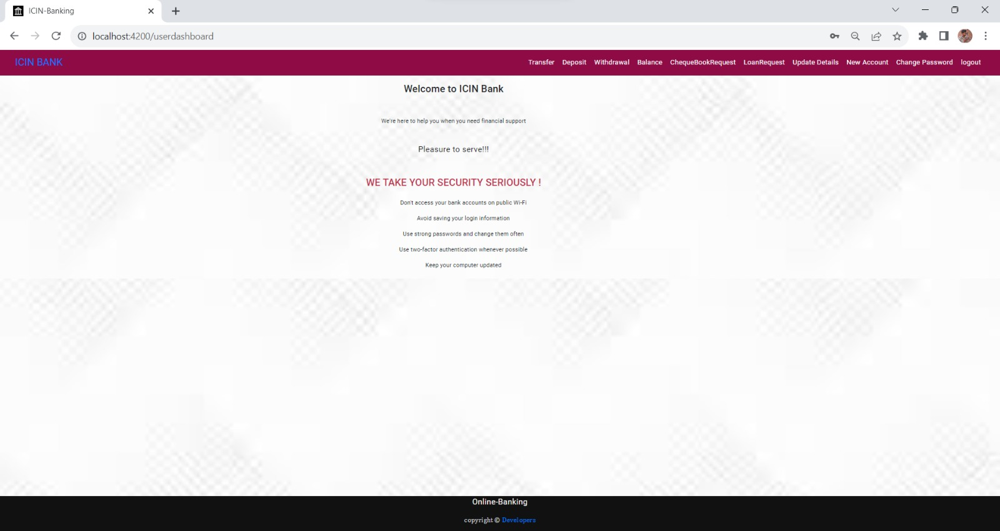 ICIN-Banking
localhost:4200/userdashboard
ICIN BANK
Transfer Deposit Withdrawal Balance ChequeBookRequest LoanRequest Update Details New Account Change Password logout
Welcome to ICIN Bank
We're here to help you when you need financial support
Pleasure to serve!!!
WE TAKE YOUR SECURITY SERIOUSLY !
Don't access your bank accounts on public Wi-Fi
Avoid saving your login information
Use strong passwords and change them often
Use two-factor authentication whenever possible
Keep your computer updated
Online-Banking
copyright © Developers